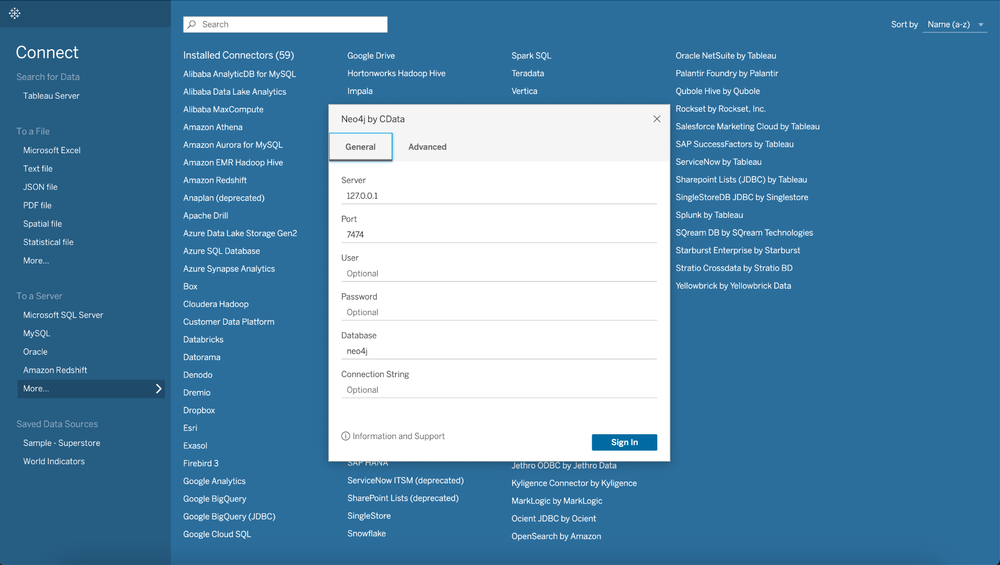 Connect
Search for Data
Tableau Server
To a File
Microsoft Excel
Text file
JSON file
PDF file
Spatial file
Statistical file
More...
To a Server
Microsoft SQL Server
MySQL
Oracle
Amazon Redshift
More...
Saved Data Sources
Sample - Superstore
World Indicators
Search
Sort by Name (a-z)
Installed Connectors (59)
Alibaba AnalyticDB for MySQL
Alibaba Data Lake Analytics
Alibaba MaxCompute
Amazon Athena
Amazon Aurora for MySQL
Amazon EMR Hadoop Hive
Amazon Redshift
Anaplan (deprecated)
Apache Drill
Azure Data Lake Storage Gen2
Azure SQL Database
Azure Synapse Analytics
Box
Cloudera Hadoop
Customer Data Platform
Databricks
Datorama
Denodo
Dremio
Dropbox
Esri
Exasol
Firebird 3
Google Analytics
Google BigQuery
Google BigQuery (JDBC)
Google Cloud SQL
Google Drive
Hortonworks Hadoop Hive
Impala
SAP HANA
ServiceNow ITSM (deprecated)
SharePoint Lists (deprecated)
SingleStore
Snowflake
Spark SQL
Teradata
Vertica
Jethro ODBC by Jethro Data
Kyligence Connector by Kyligence
MarkLogic by MarkLogic
Ocient JDBC by Ocient
OpenSearch by Amazon
Oracle NetSuite by Tableau
Palantir Foundry by Palantir
Qubole Hive by Qubole
Rockset by Rockset, Inc.
Salesforce Marketing Cloud by Tableau
SAP SuccessFactors by Tableau
ServiceNow by Tableau
Sharepoint Lists (JDBC) by Tableau
SingleStoreDB JDBC by Singlestore
Splunk by Tableau
SQream DB by SQream Technologies
Starburst Enterprise by Starburst
Stratio Crossdata by Stratio BD
Yellowbrick by Yellowbrick Data
Neo4j by CData
General Advanced
Server
127.0.0.1
Port
7474
User
Optional
Password
Optional
Database
neo4j
Connection String
Optional
Information and Support
Sign In